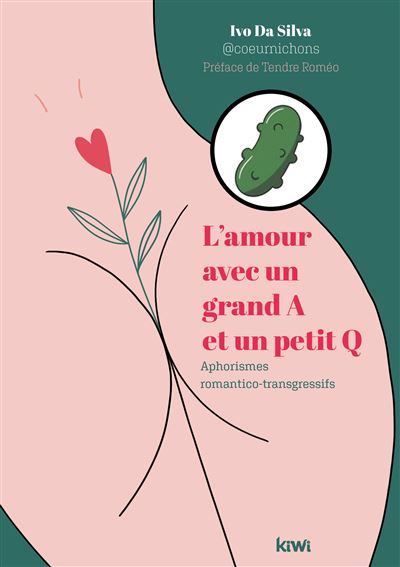 Ivo Da Silva
@coeurnichons
Préface de Tendre Roméo
L'amour
avec un
grand A
et un petit Q
Aphorismes
romantico-transgressifs
kiwi